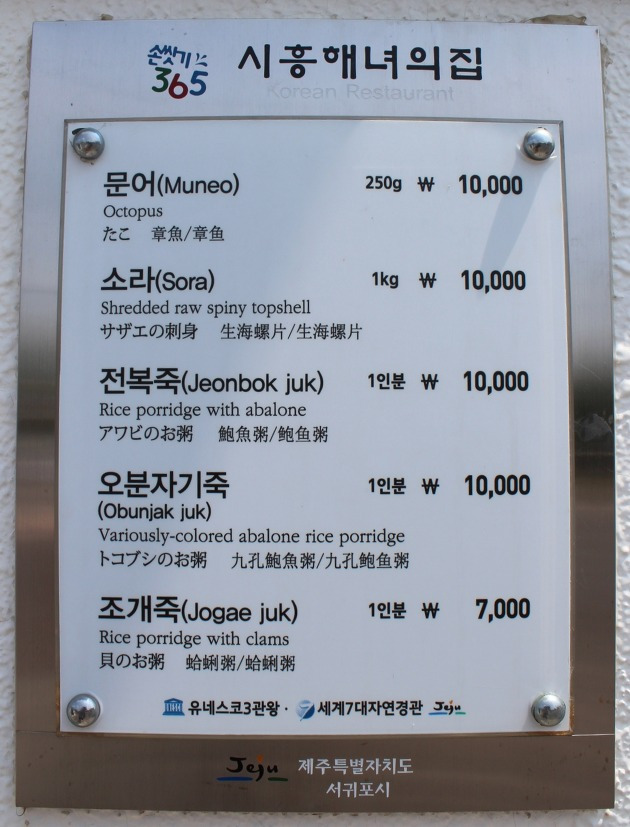 손씻기
365
시흥해녀의집
Korean Restaurant
문어(Muneo) 250g ₩ 10,000
Octopus
たこ 章魚/章鱼
소라(Sora) 1kg ₩ 10,000
Shredded raw spiny topshell
サザエの刺身 生海螺片/生海螺片
전복죽(Jeonbok juk) 1인분 ₩ 10,000
Rice porridge with abalone
アワビのお粥 鮑魚粥/鲍鱼粥
오분자기죽 1인분 ₩ 10,000
(Obunjak juk)
Variously-colored abalone rice porridge
トコブシのお粥 九孔鮑魚粥/九孔鲍鱼粥
조개죽(Jogae juk) 1인분 ₩ 7,000
Rice porridge with clams
貝のお粥 蛤蜊粥/蛤蜊粥
유네스코3관왕 · 세계7대자연경관 Jeju
Jeju 제주특별자치도
서귀포시